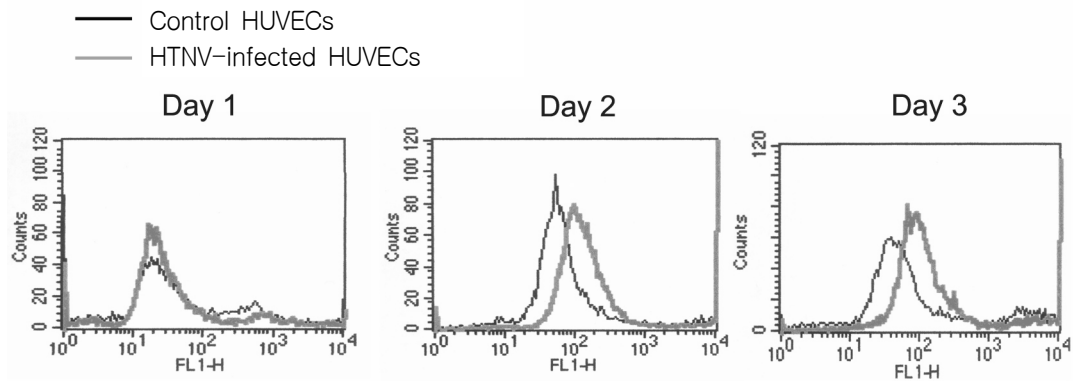 Control HUVECs
HTNV-infected HUVECs
Day 1
Day 2
Day 3
Counts
0 20 40 60 80 100 120
10^0 10^1 10^2 10^3 10^4
FL1-H
Counts
0 20 40 60 80 100 120
10^0 10^1 10^2 10^3 10^4
FL1-H
Counts
0 120
10^0 10^1 10^2 10^3 10^4
FL1-H